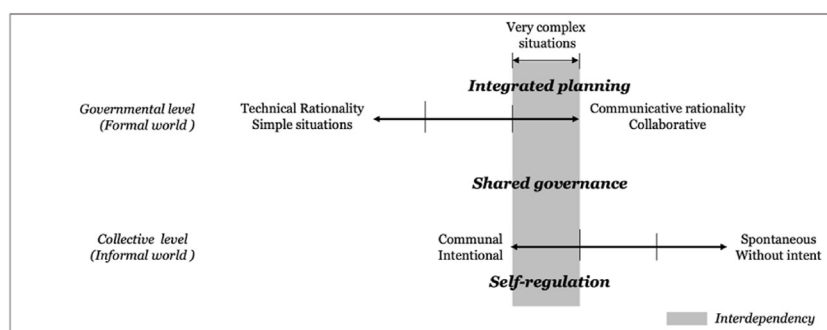 Very complex
situations
Integrated planning
Governmental level
(Formal world )
Technical Rationality
Simple situations
Communicative rationality
Collaborative
Shared governance
Collective level
(Informal world )
Communal
Intentional
Spontaneous
Without intent
Self-regulation
Interdependency